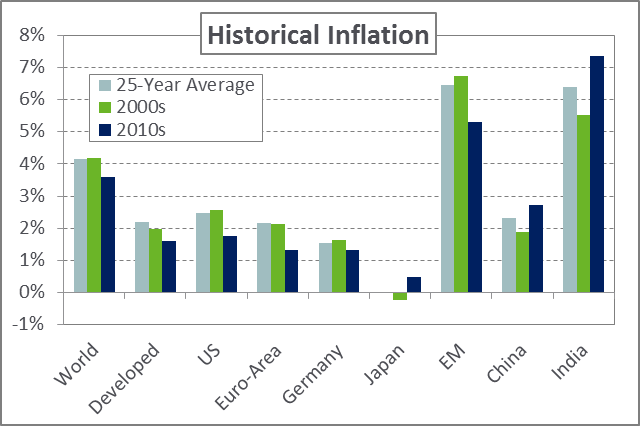 Historical Inflation
8%
7%
6%
5%
4%
3%
2%
1%
0%
-1%
25-Year Average
2000s
2010s
World
Developed
US
Euro-Area
Germany
Japan
EM
China
India